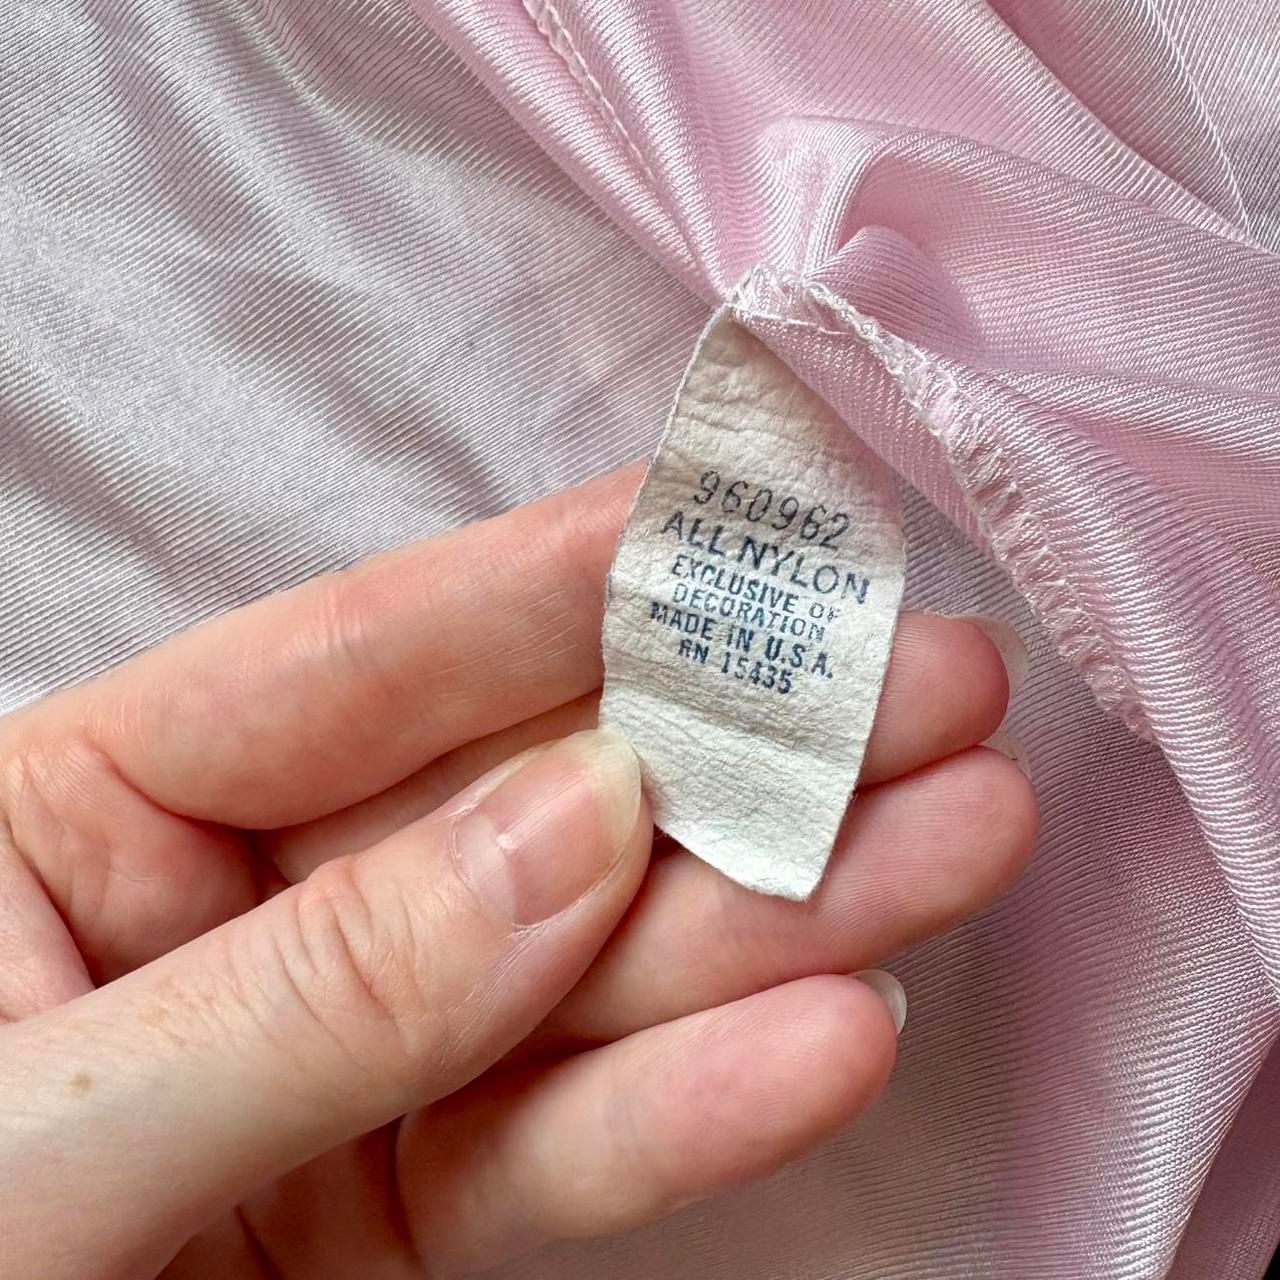 960962
ALL NYLON
EXCLUSIVE OF
DECORATION
MADE IN U.S.A.
RN 15435